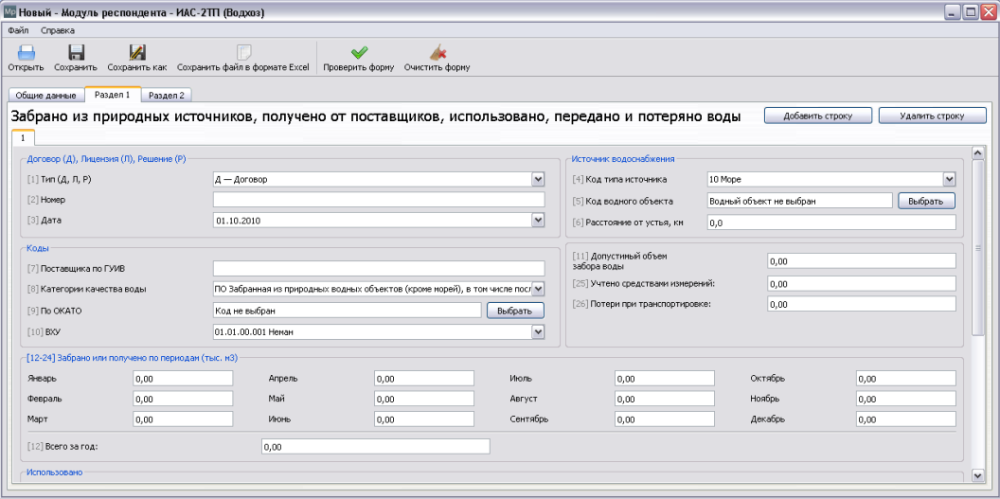 Mp Новый - Модуль респондента - ИАС-2ТП (Водхоз)
Файл Справка
Открыть Сохранить Сохранить как Сохранить файл в формате Excel Проверить форму Очистить форму
Общие данные Раздел 1 Раздел 2
Забрано из природных источников, получено от поставщиков, использовано, передано и потеряно воды Добавить строку Удалить строку
1
Договор (Д), Лицензия (Л), Решение (Р)
[1] Тип (Д, Л, Р) Д — Договор
[2] Номер
[3] Дата 01.10.2010
Источник водоснабжения
[4] Код типа источника 10 Море
[5] Код водного объекта Водный объект не выбран Выбрать
[6] Расстояние от устья, км 0,0
Коды
[7] Поставщика по ГУИВ
[8] Категории качества воды ПО Забранная из природных водных объектов (кроме морей), в том числе посл
[9] По ОКАТО Код не выбран Выбрать
[10] ВХУ 01.01.00.001 Неман
[11] Допустимый объем
забора воды 0,00
[25] Учтено средствами измерений: 0,00
[26] Потери при транспортировке: 0,00
[12-24] Забрано или получено по периодам (тыс. м3)
Январь 0,00 Апрель 0,00 Июль 0,00 Октябрь 0,00
Февраль 0,00 Май 0,00 Август 0,00 Ноябрь 0,00
Март 0,00 Июнь 0,00 Сентябрь 0,00 Декабрь 0,00
[12] Всего за год: 0,00
Использовано